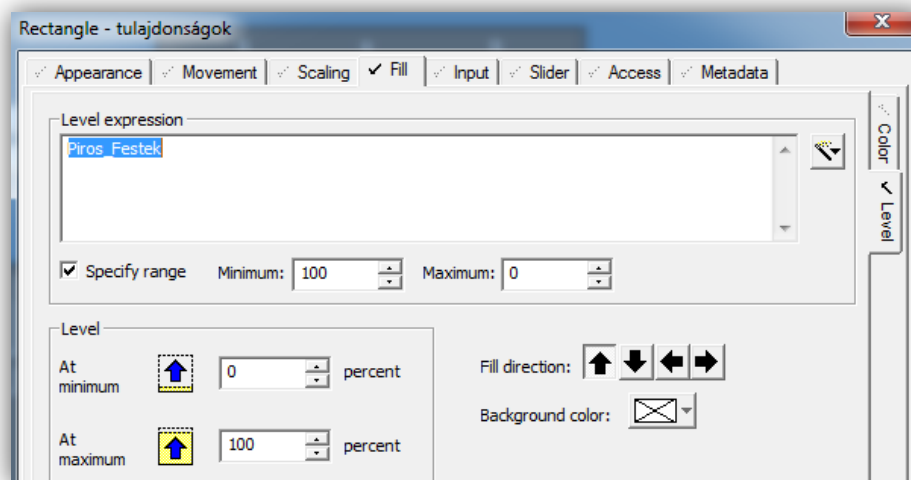 Rectangle - tulajdonságok
Appearance Movement Scaling Fill Input Slider Access Metadata
Level expression
Piros_Festek
Color
Level
Specify range Minimum: 100 Maximum: 0
Level
At minimum 0 percent
Fill direction:
Background color:
At maximum 100 percent